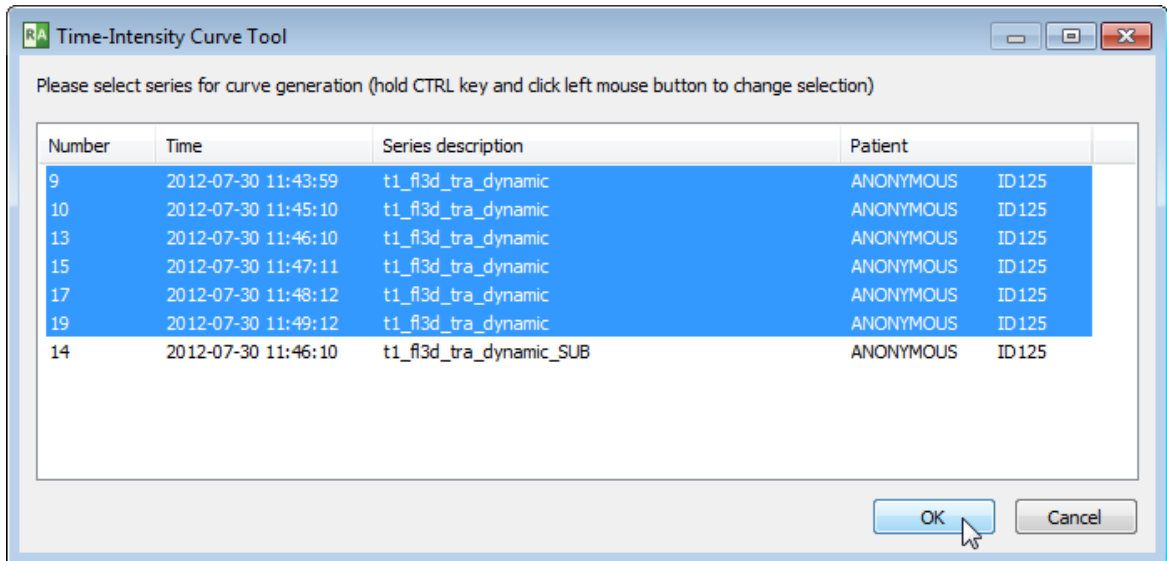 RA Time-Intensity Curve Tool
Please select series for curve generation (hold CTRL key and click left mouse button to change selection)
Number Time Series description Patient
9 2012-07-30 11:43:59 t1_fl3d_tra_dynamic ANONYMOUS ID125
10 2012-07-30 11:45:10 t1_fl3d_tra_dynamic ANONYMOUS ID125
13 2012-07-30 11:46:10 t1_fl3d_tra_dynamic ANONYMOUS ID125
15 2012-07-30 11:47:11 t1_fl3d_tra_dynamic ANONYMOUS ID125
17 2012-07-30 11:48:12 t1_fl3d_tra_dynamic ANONYMOUS ID125
19 2012-07-30 11:49:12 t1_fl3d_tra_dynamic ANONYMOUS ID125
14 2012-07-30 11:46:10 t1_fl3d_tra_dynamic_SUB ANONYMOUS ID125
OK Cancel